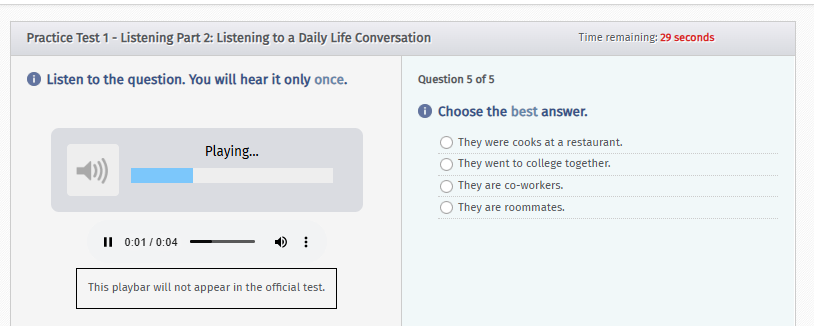 Practice Test 1 - Listening Part 2: Listening to a Daily Life Conversation
Time remaining: 29 seconds
Listen to the question. You will hear it only once.
Playing...
0:01 / 0:04
This playbar will not appear in the official test.
Question 5 of 5
Choose the best answer.
They were cooks at a restaurant.
They went to college together.
They are co-workers.
They are roommates.